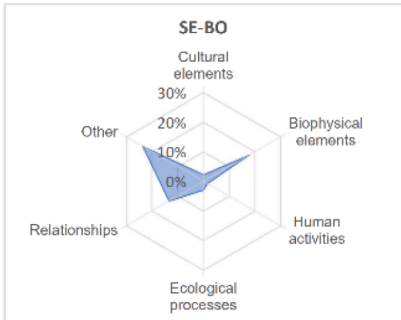 SE-BO
Cultural
elements
30%
20%
10%
0%
Biophysical
elements
Human
activities
Ecological
processes
Relationships
Other